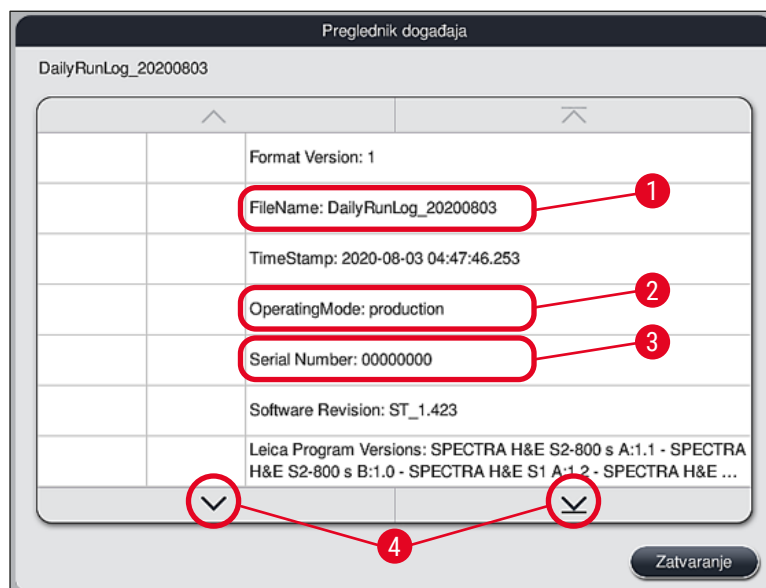 Preglednik događaja
DailyRunLog_20200803
Format Version: 1
FileName: DailyRunLog_20200803
1
TimeStamp: 2020-08-03 04:47:46.253
OperatingMode: production
2
Serial Number: 00000000
3
Software Revision: ST_1.423
Leica Program Versions: SPECTRA H&E S2-800 s A:1.1 - SPECTRA
H&E S2-800 s B:1.0 - SPECTRA H&E S1 A:1.2 - SPECTRA H&E ...
4
Zatvaranje